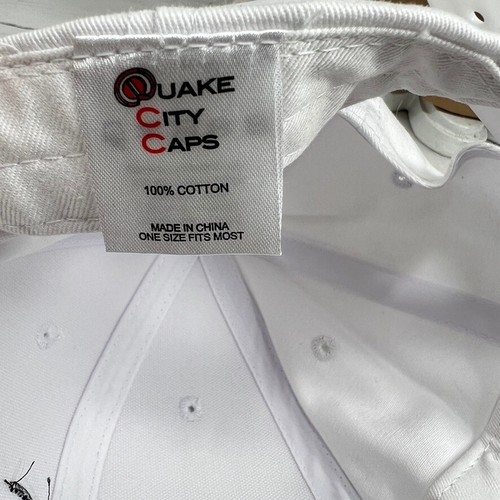 QUAKE
CITY
CAPS
100% COTTON
MADE IN CHINA
ONE SIZE FITS MOST